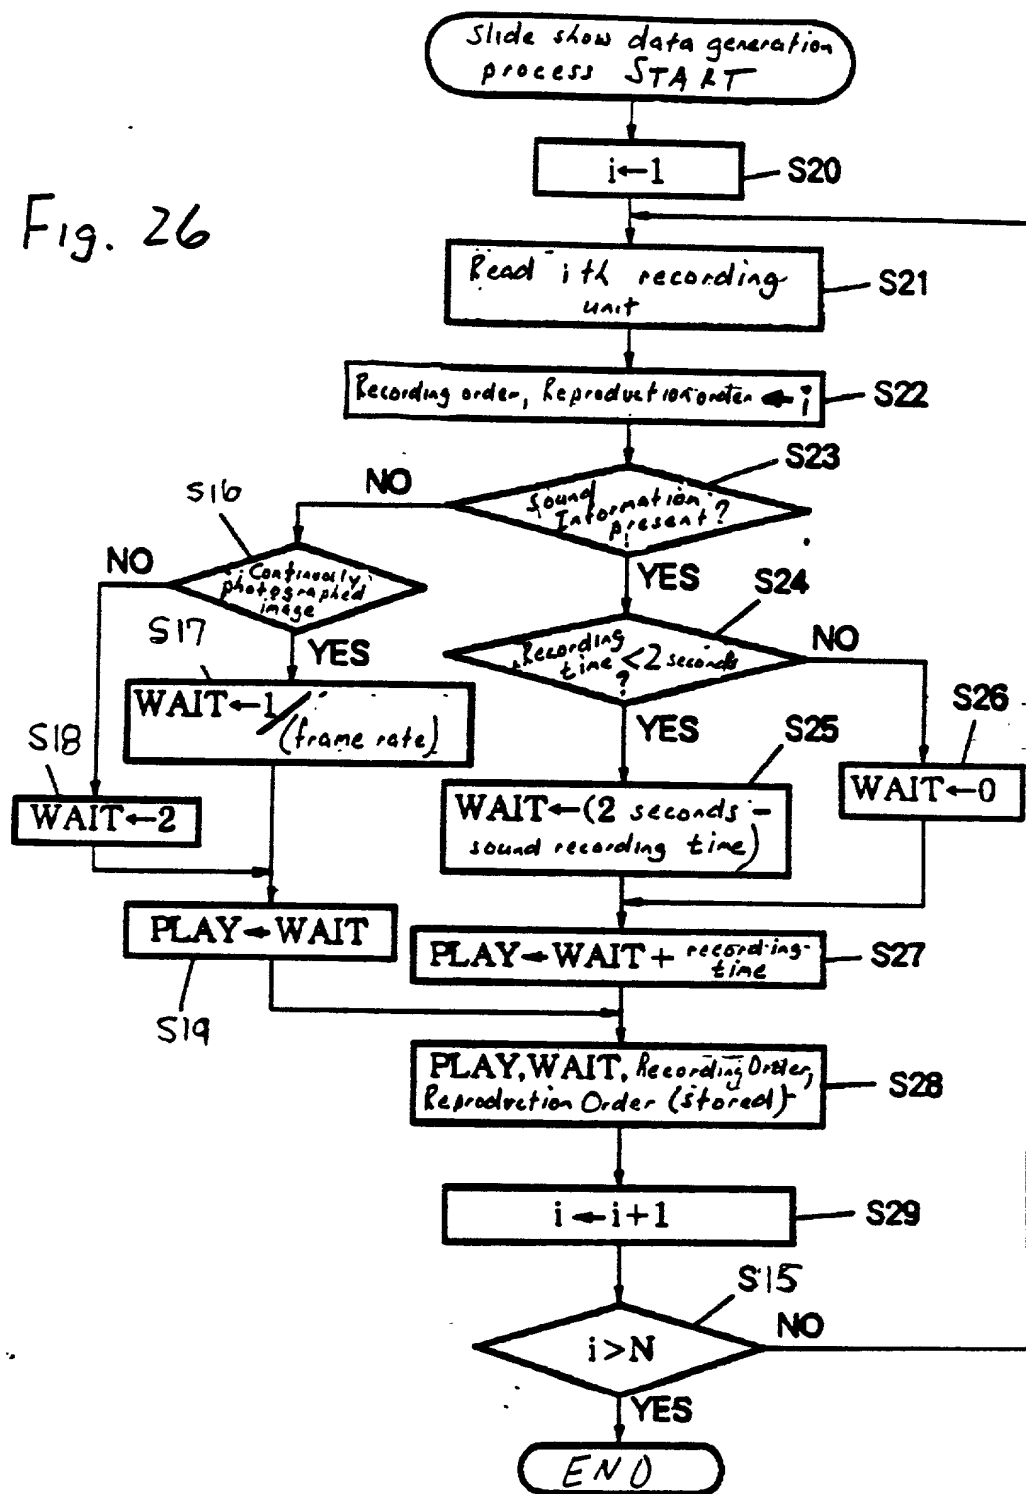 Slide show data generation
process START
i←1
S20
Fig. 26
Read ith recording
unit
S21
Recording order, Reproduction order ← i
S22
S23
NO
Sound
Information
present?
S16
NO
Continually
photographed
image
YES
S24
S17
YES
Recording
time < 2 seconds
?
NO
WAIT←1/
(frame rate)
S26
S18
YES
S25
WAIT←2
WAIT←(2 seconds -
sound recording time)
WAIT←0
PLAY←WAIT
PLAY←WAIT + recording
time
S27
S19
PLAY, WAIT, Recording Order,
Reproduction Order (stored)
S28
i←i+1
S29
S15
i>N
NO
YES
END